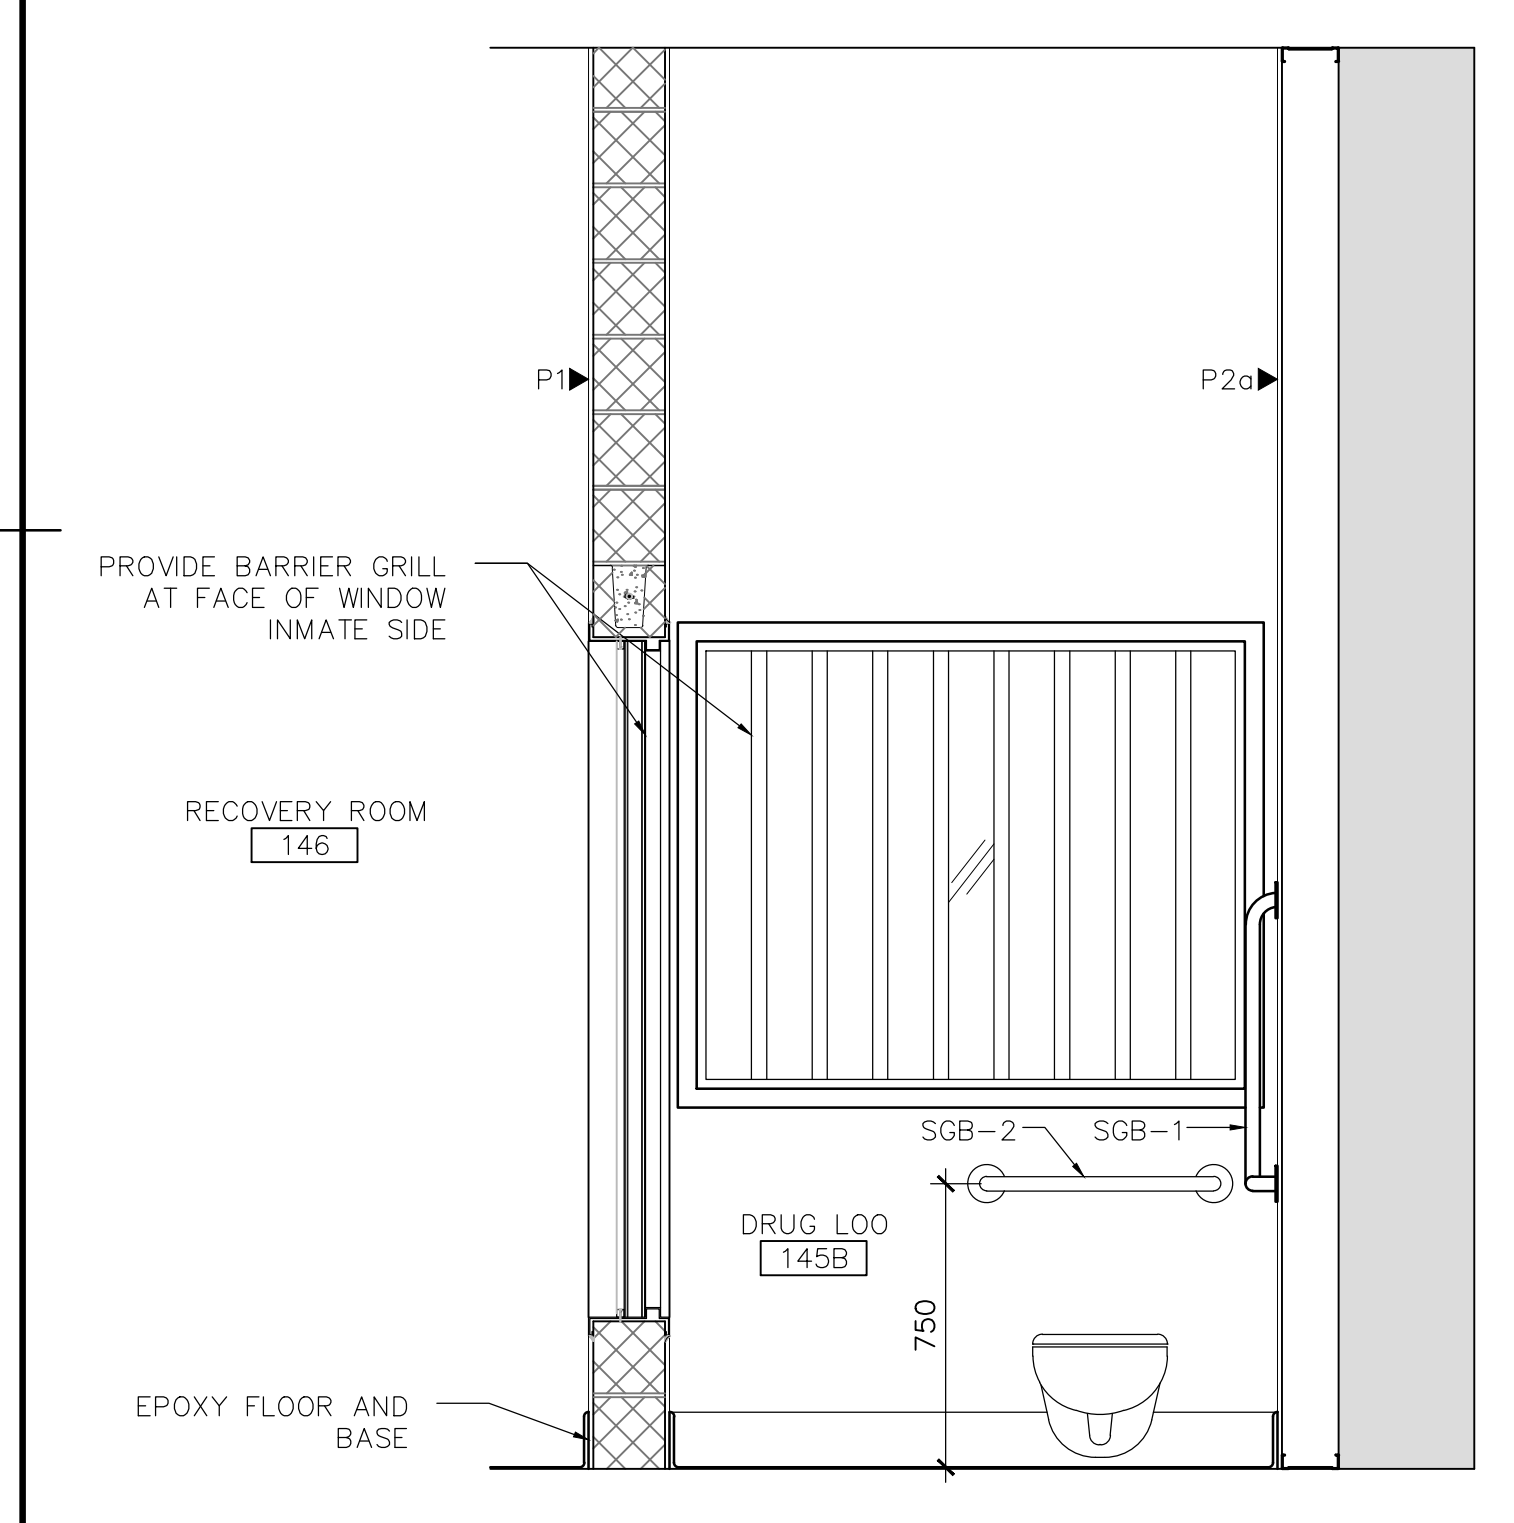 P1
P2a
PROVIDE BARRIER GRILL
AT FACE OF WINDOW
INMATE SIDE
RECOVERY ROOM
146
SGB-2
SGB-1
DRUG LOO
145B
750
EPOXY FLOOR AND
BASE